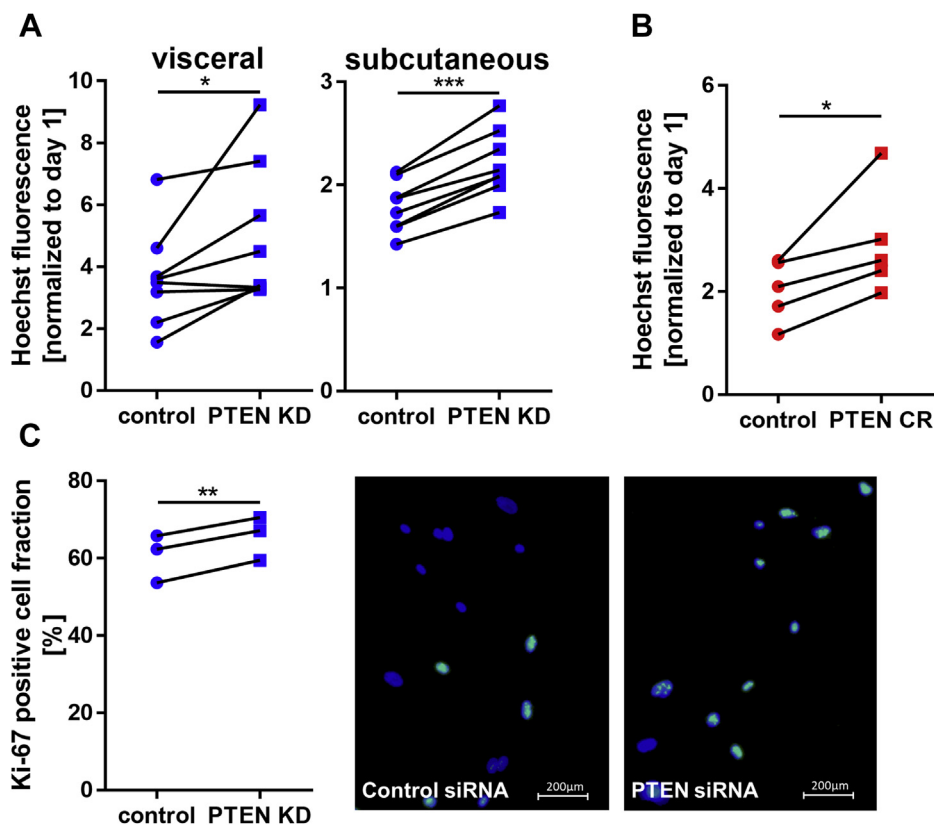 A
visceral
*
Hoechst fluorescence
[normalized to day 1]
10
8
6
4
2
0
control PTEN KD
subcutaneous
***
3
2
1
0
control PTEN KD
B
*
Hoechst fluorescence
[normalized to day 1]
6
4
2
0
control PTEN CR
C
**
Ki-67 positive cell fraction
[%]
80
60
40
20
0
control PTEN KD
Control siRNA
200µm
PTEN siRNA
200µm